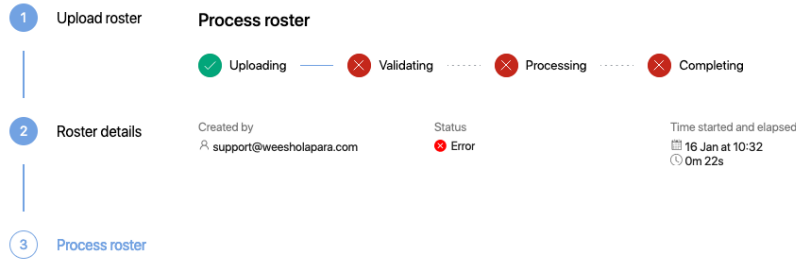 1 Upload roster
Process roster
Uploading Validating Processing Completing
2 Roster details
Created by Status Time started and elapsed
support@weesholapara.com Error 16 Jan at 10:32
0m 22s
3 Process roster